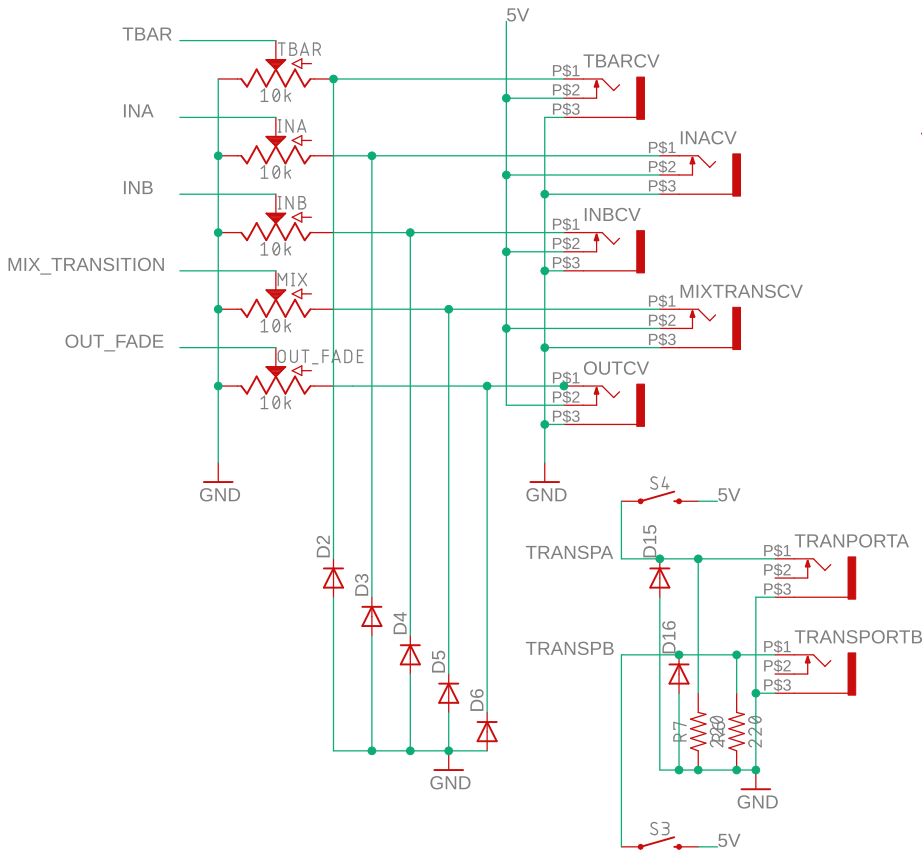 5V
TBAR
TBAR
10k
P$1
TBARCV
P$2
P$3
INA
INA
10k
P$1
INACV
P$2
P$3
INB
INB
10k
P$1
INBCV
P$2
P$3
MIX_TRANSITION
MIX
10k
P$1
MIXTRANSCV
P$2
P$3
OUT_FADE
OUT_FADE
10k
P$1
OUTCV
P$2
P$3
GND
GND
S4
5V
D2
D3
D4
D5
D6
GND
TRANSPA
D15
P$1
TRANPORTA
P$2
P$3
TRANSPB
D16
P$1
TRANSPORTB
P$2
P$3
R7
220
220
GND
S3
5V